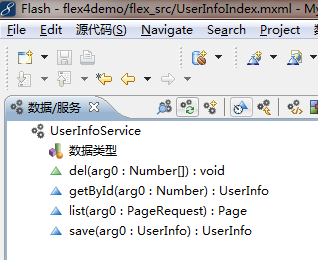 Flash - flex4demo/flex_src/UserInfoIndex.mxml - My
File Edit 源代码(S) Navigate Search Project
数据/服务
UserInfoService
数据类型
del(arg0 : Number[]) : void
getById(arg0 : Number) : UserInfo
list(arg0 : PageRequest) : Page
save(arg0 : UserInfo) : UserInfo